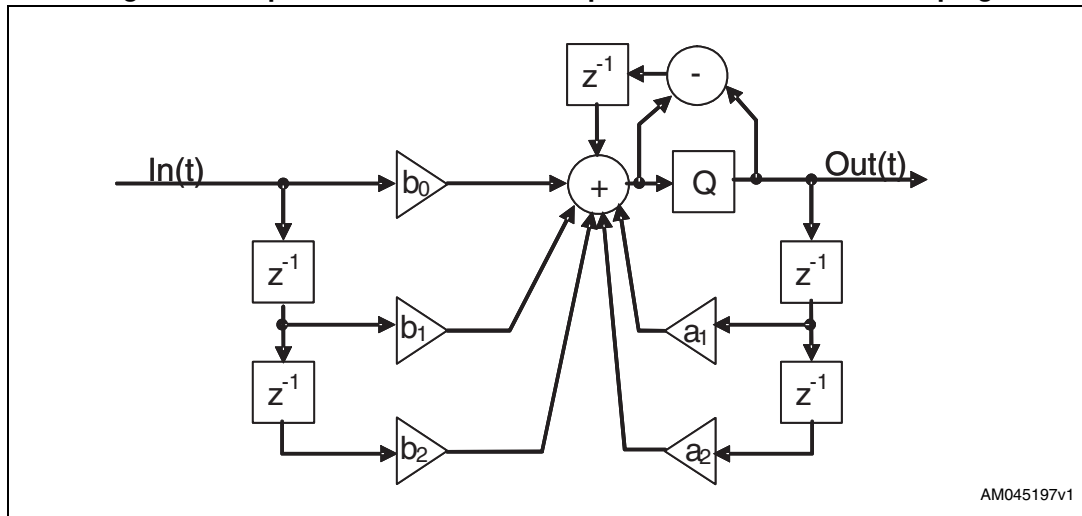 z⁻¹
-
In(t)
b₀
+
Q
Out(t)
z⁻¹
z⁻¹
b₁
a₁
z⁻¹
z⁻¹
b₂
a₂
AM045197v1